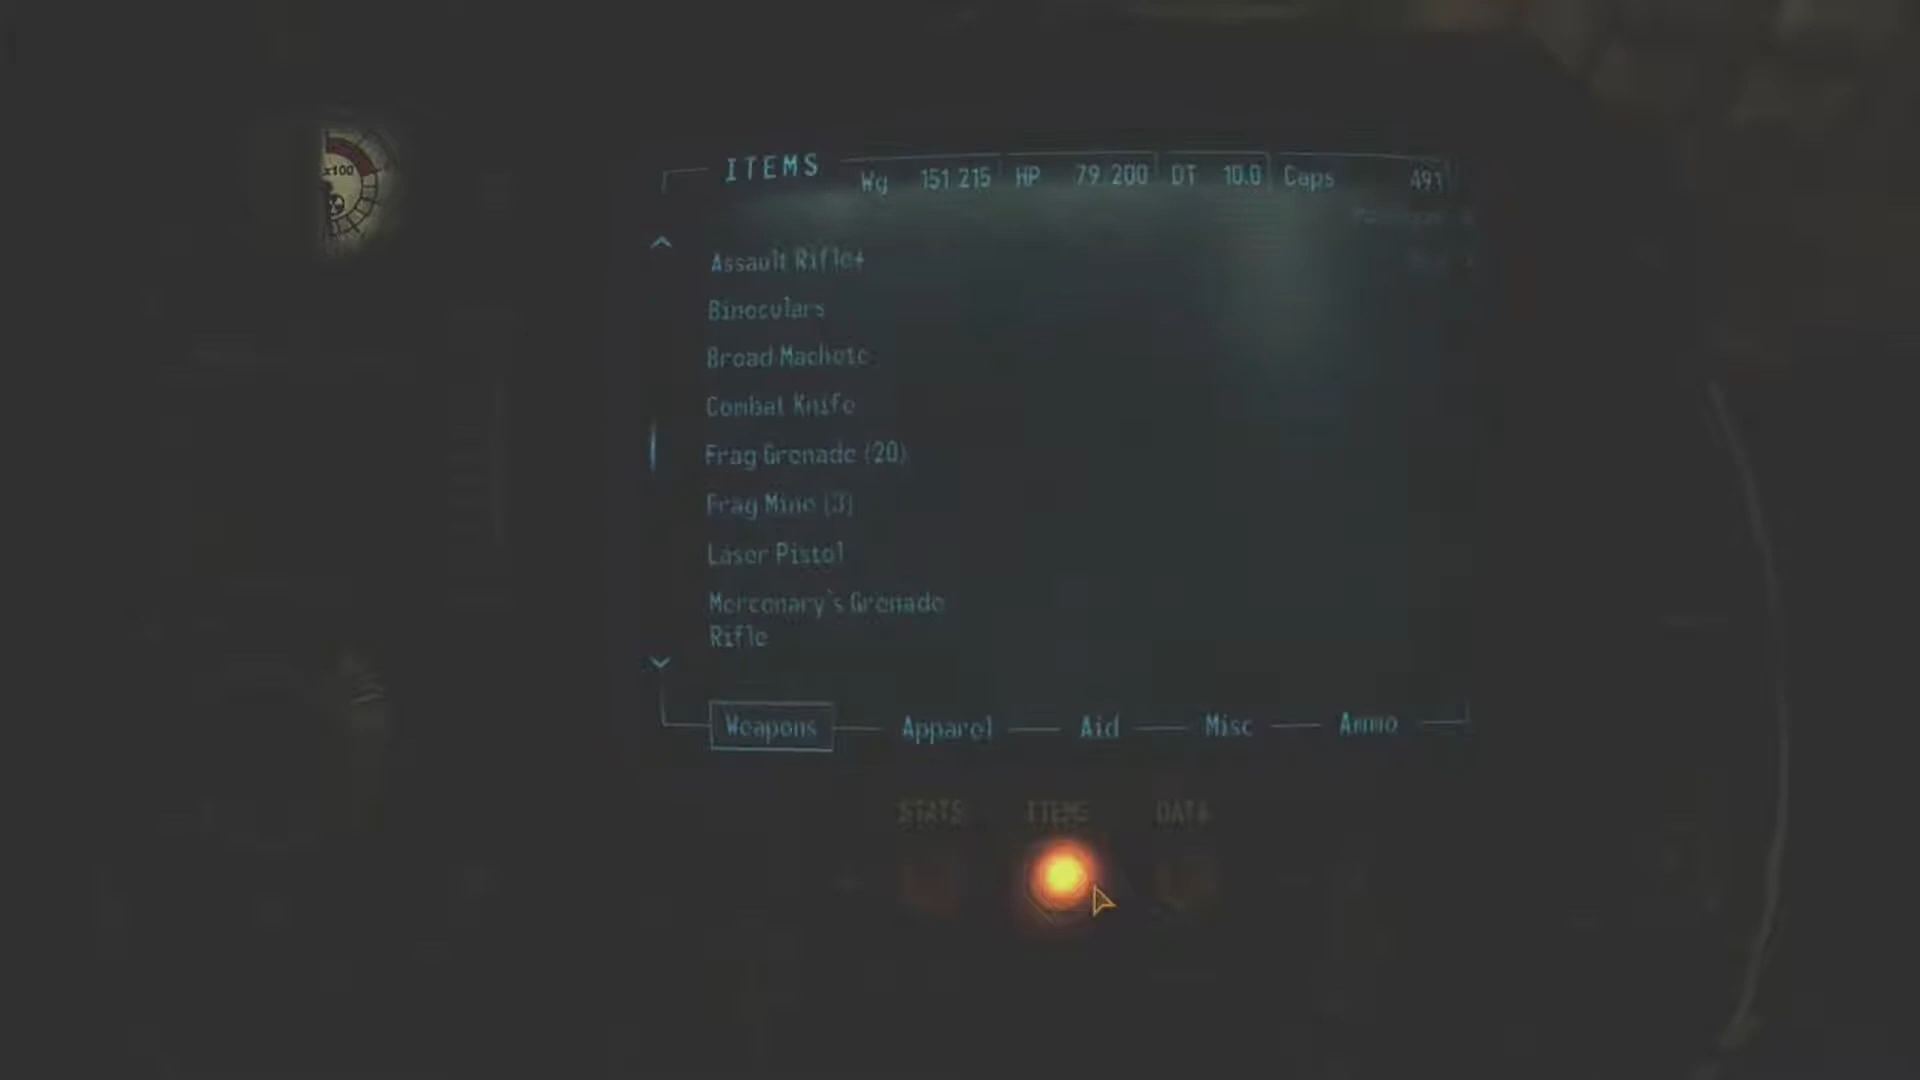 x100
ITEMS
Wg 151 215 HP 79 200 DT 10.0 Caps 491
Assault Rifle+
Binoculars
Broad Machete
Combat Knife
Frag Grenade (20)
Frag Mine (3)
Laser Pistol
Mercenary's Grenade
Rifle
Weapons Apparel Aid Misc Ammo
STATS ITEMS DATA